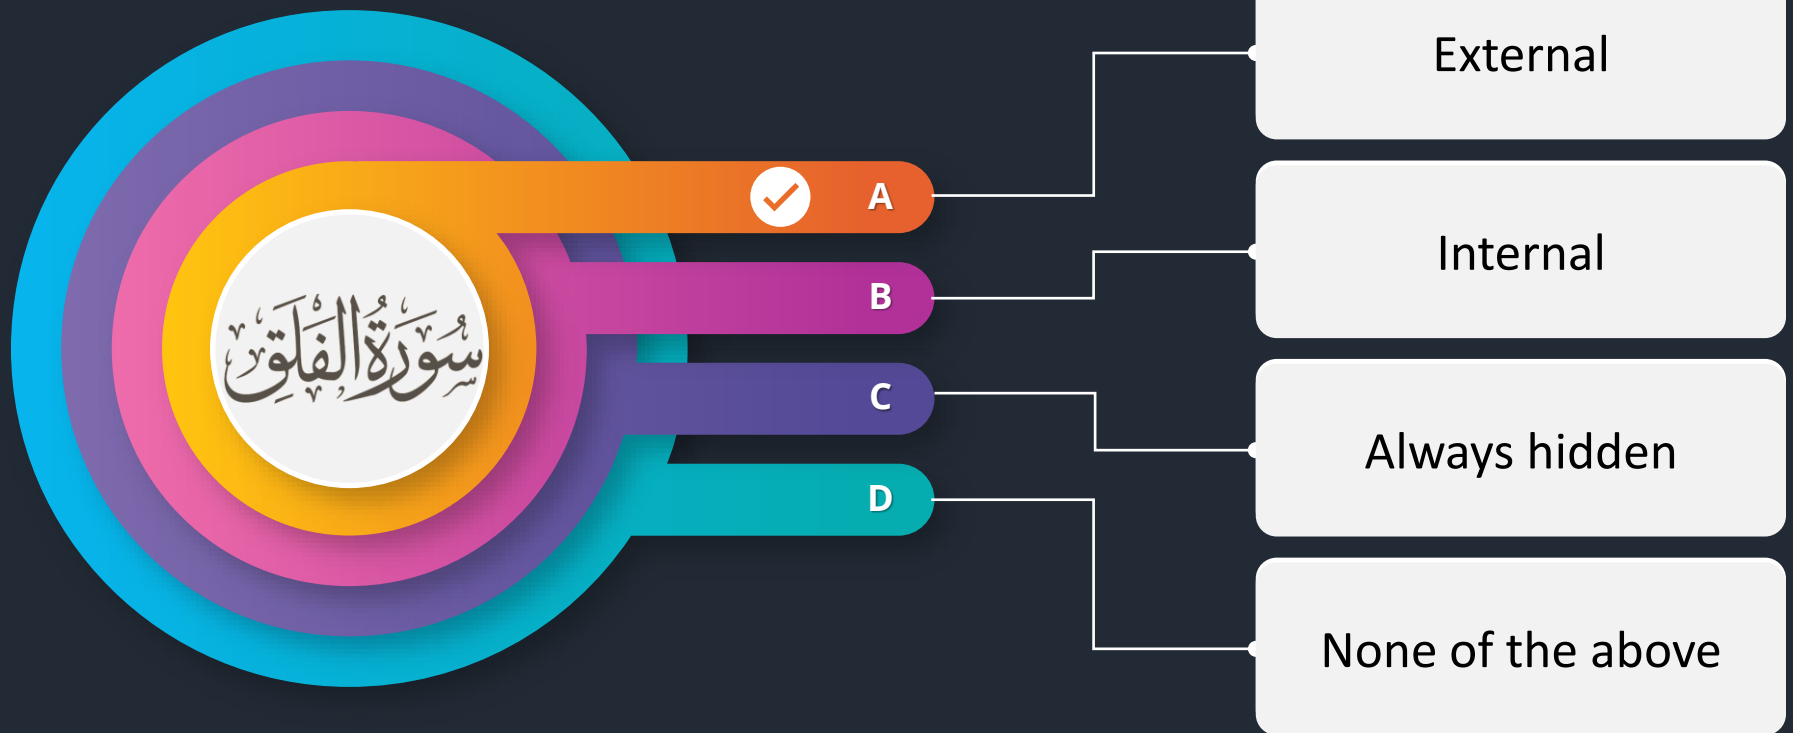 سُورَةُ الفَلَقِ
A
B
C
D
External
Internal
Always hidden
None of the above